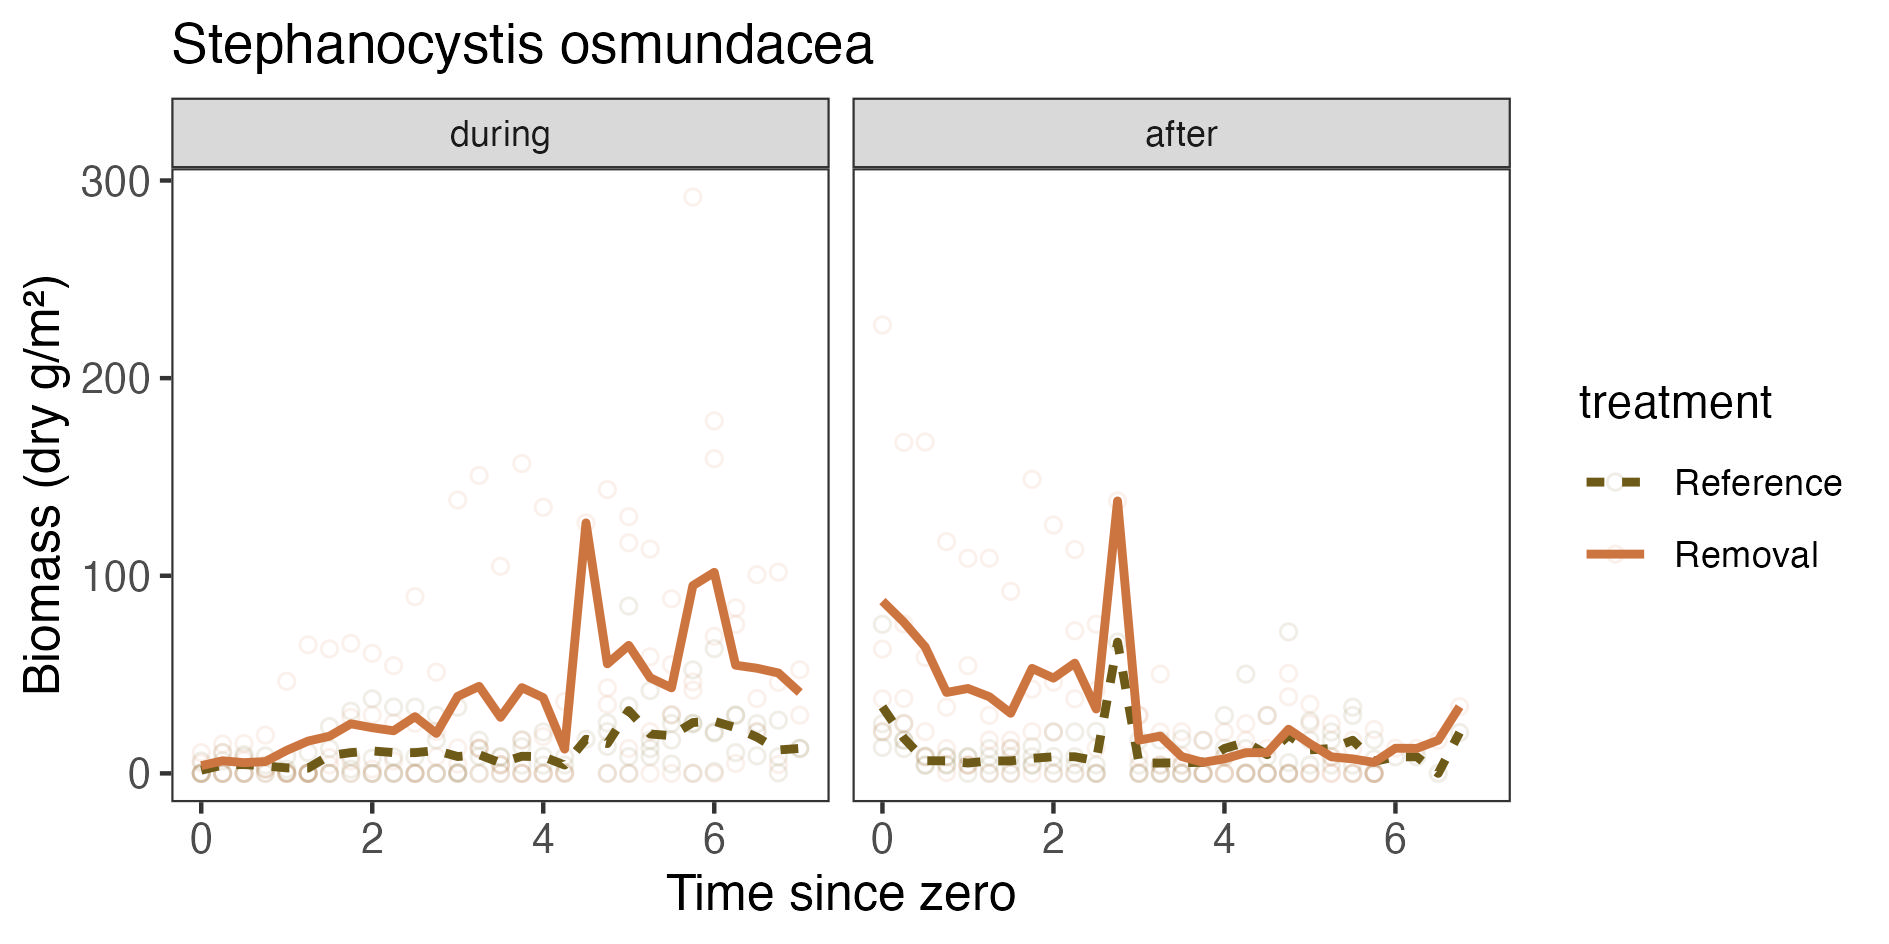 Stephanocystis osmundacea
during after
300
200
100
0
Biomass (dry g/m²)
0 2 4 6 0 2 4 6
Time since zero
treatment
Reference
Removal